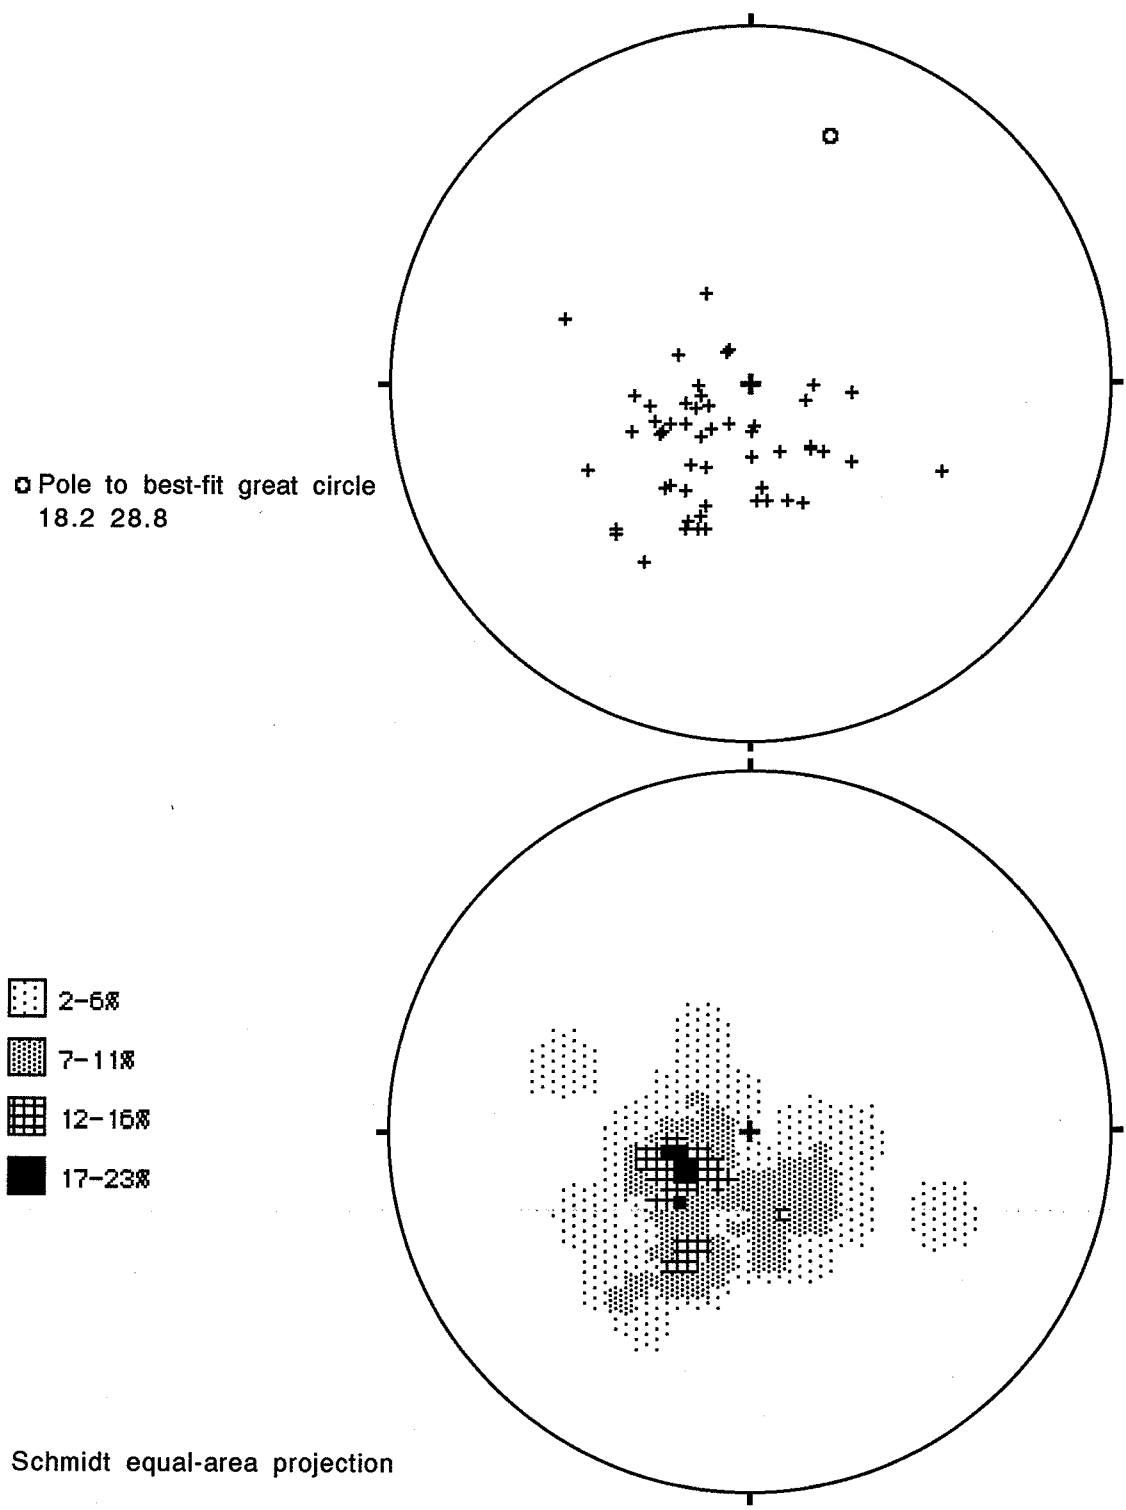 Pole to best-fit great circle
18.2 28.8
2-6%
7-11%
12-16%
17-23%
Schmidt equal-area projection